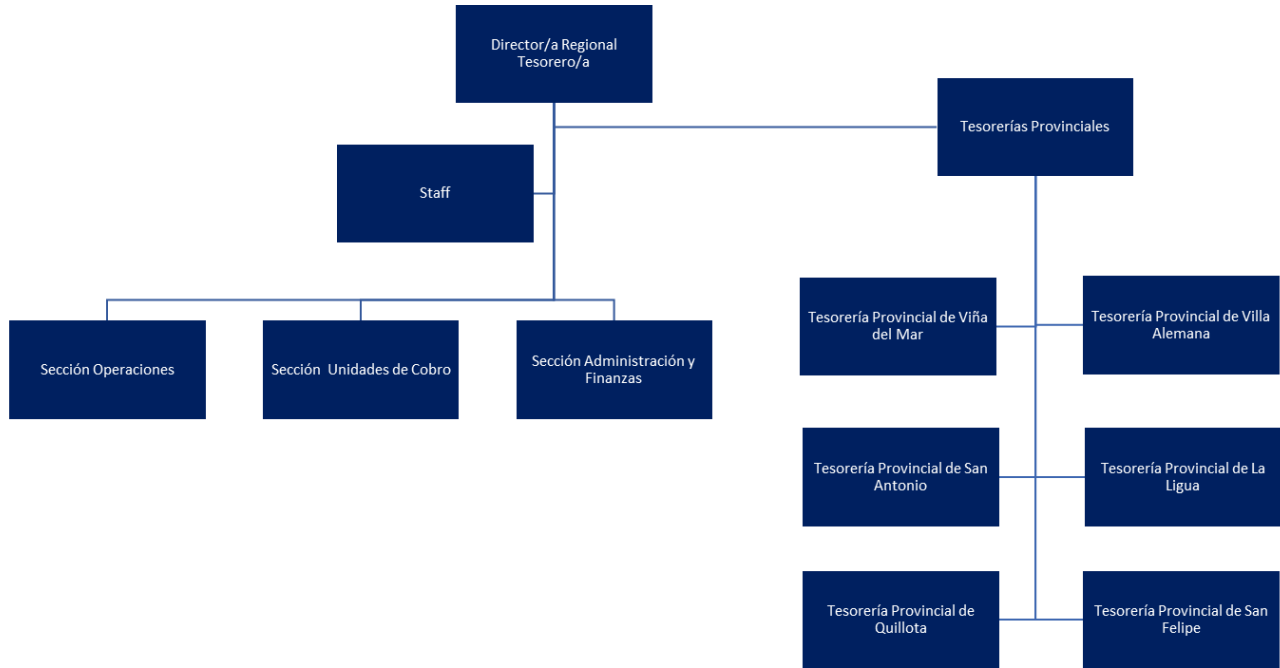 Director/a Regional
Tesorero/a
Tesorerías Provinciales
Staff
Sección Operaciones
Sección  Unidades de Cobro
Sección Administración y
Finanzas
Tesorería Provincial de Viña
del Mar
Tesorería Provincial de Villa
Alemana
Tesorería Provincial de San
Antonio
Tesorería Provincial de La
Ligua
Tesorería Provincial de
Quillota
Tesorería Provincial de San
Felipe